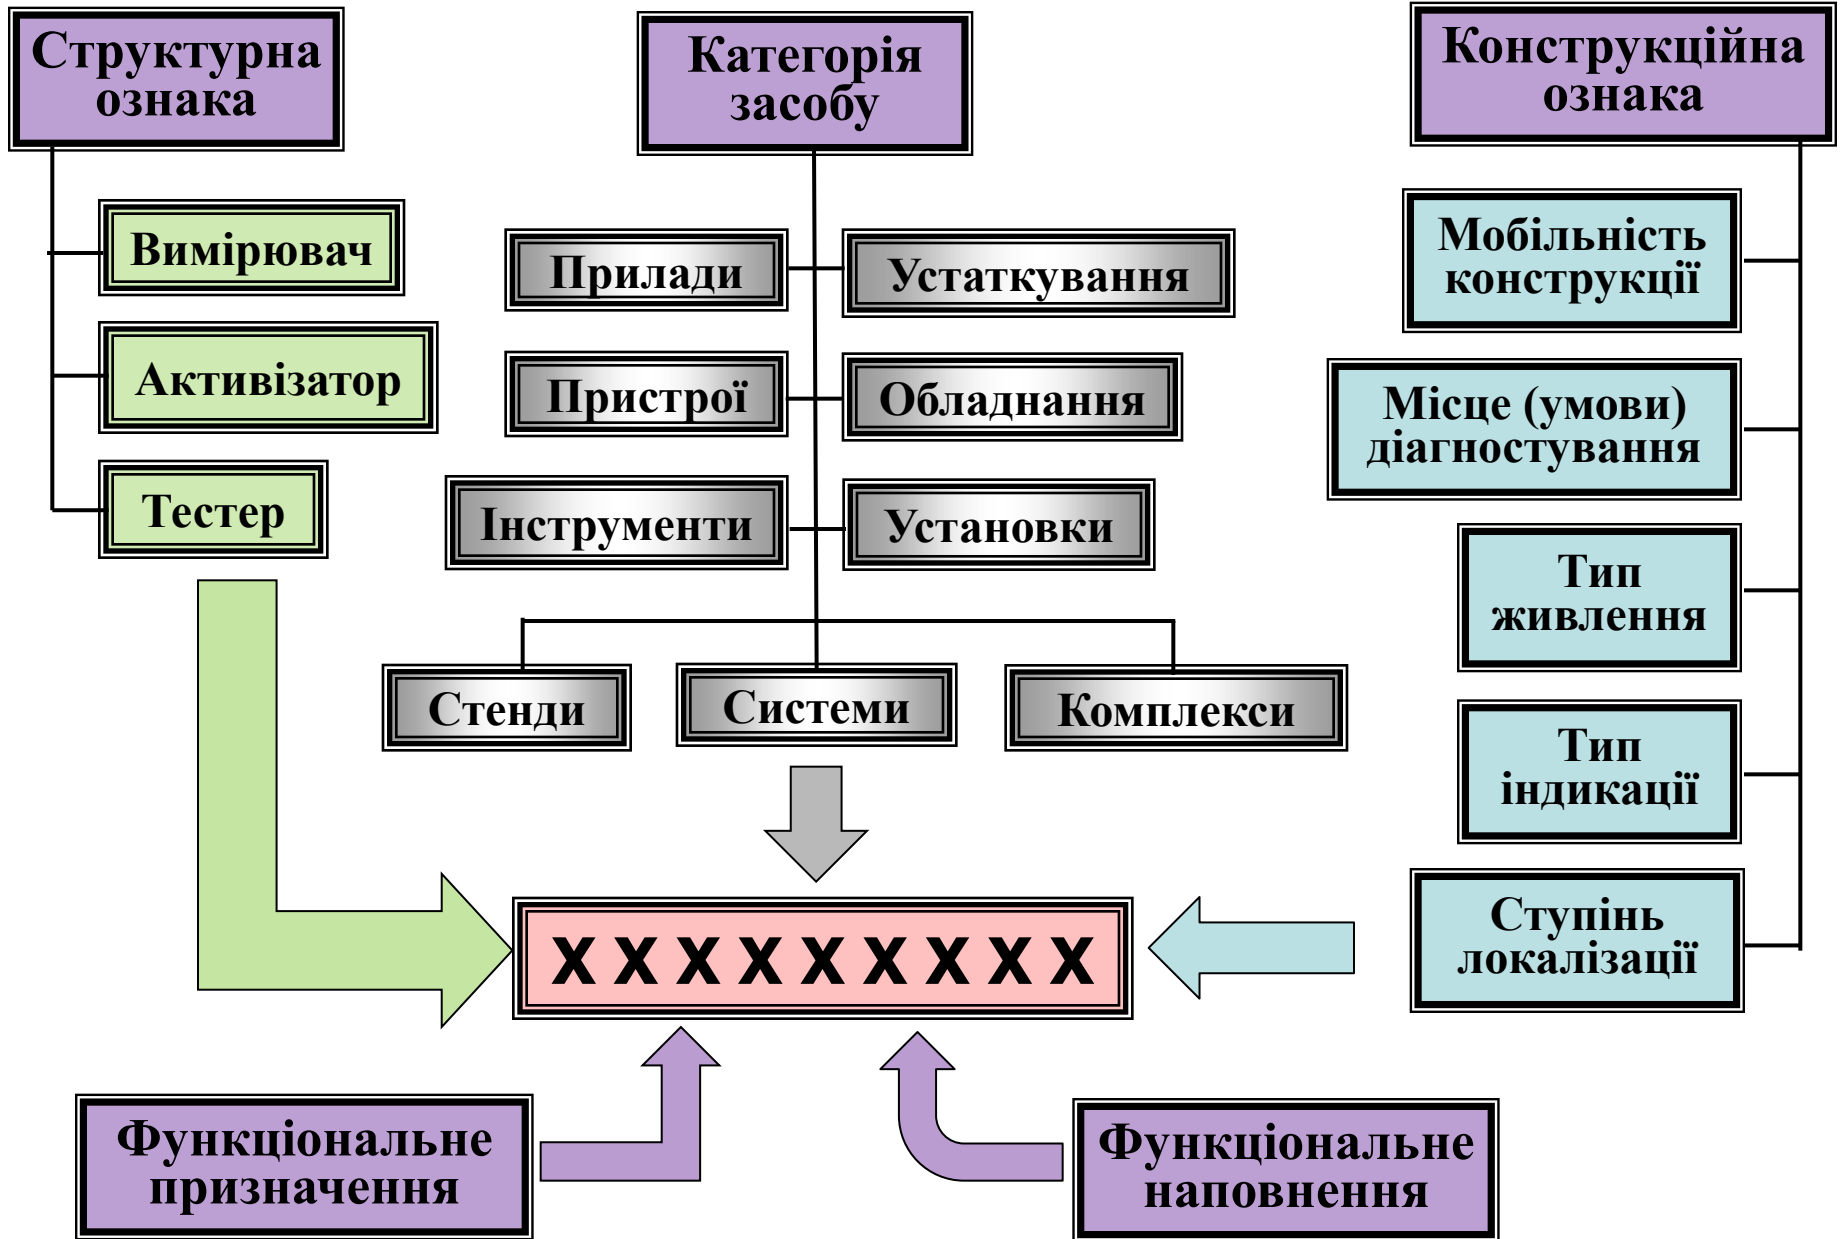 Структурна
ознака
Категорія
засобу
Конструкційна
ознака
Вимірювач
Активізатор
Тестер
Прилади
Устаткування
Пристрої
Обладнання
Інструменти
Установки
Стенди
Системи
Комплекси
Мобільність
конструкції
Місце (умови)
діагностування
Тип
живлення
Тип
індикації
Ступінь
локалізації
X X X X X X X X X
Функціональне
призначення
Функціональне
наповнення